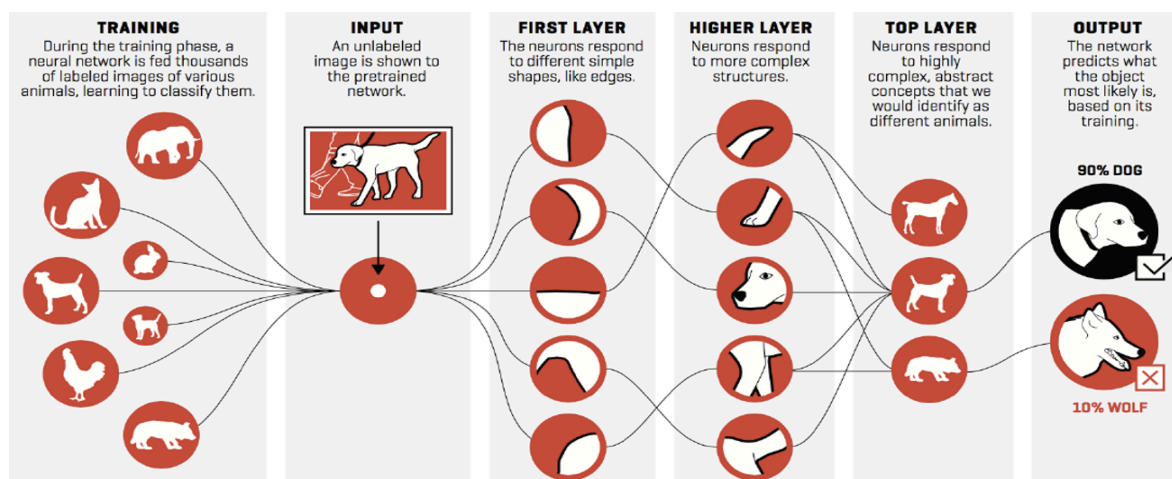 TRAINING
During the training phase, a
neural network is fed thousands
of labeled images of various
animals, learning to classify them.
INPUT
An unlabeled
image is shown to
the pretrained
network.
FIRST LAYER
The neurons respond
to different simple
shapes, like edges.
HIGHER LAYER
Neurons respond
to more complex
structures.
TOP LAYER
Neurons respond
to highly
complex, abstract
concepts that we
would identify as
different animals.
OUTPUT
The network
predicts what
the object
most likely is,
based on its
training.
90% DOG
10% WOLF